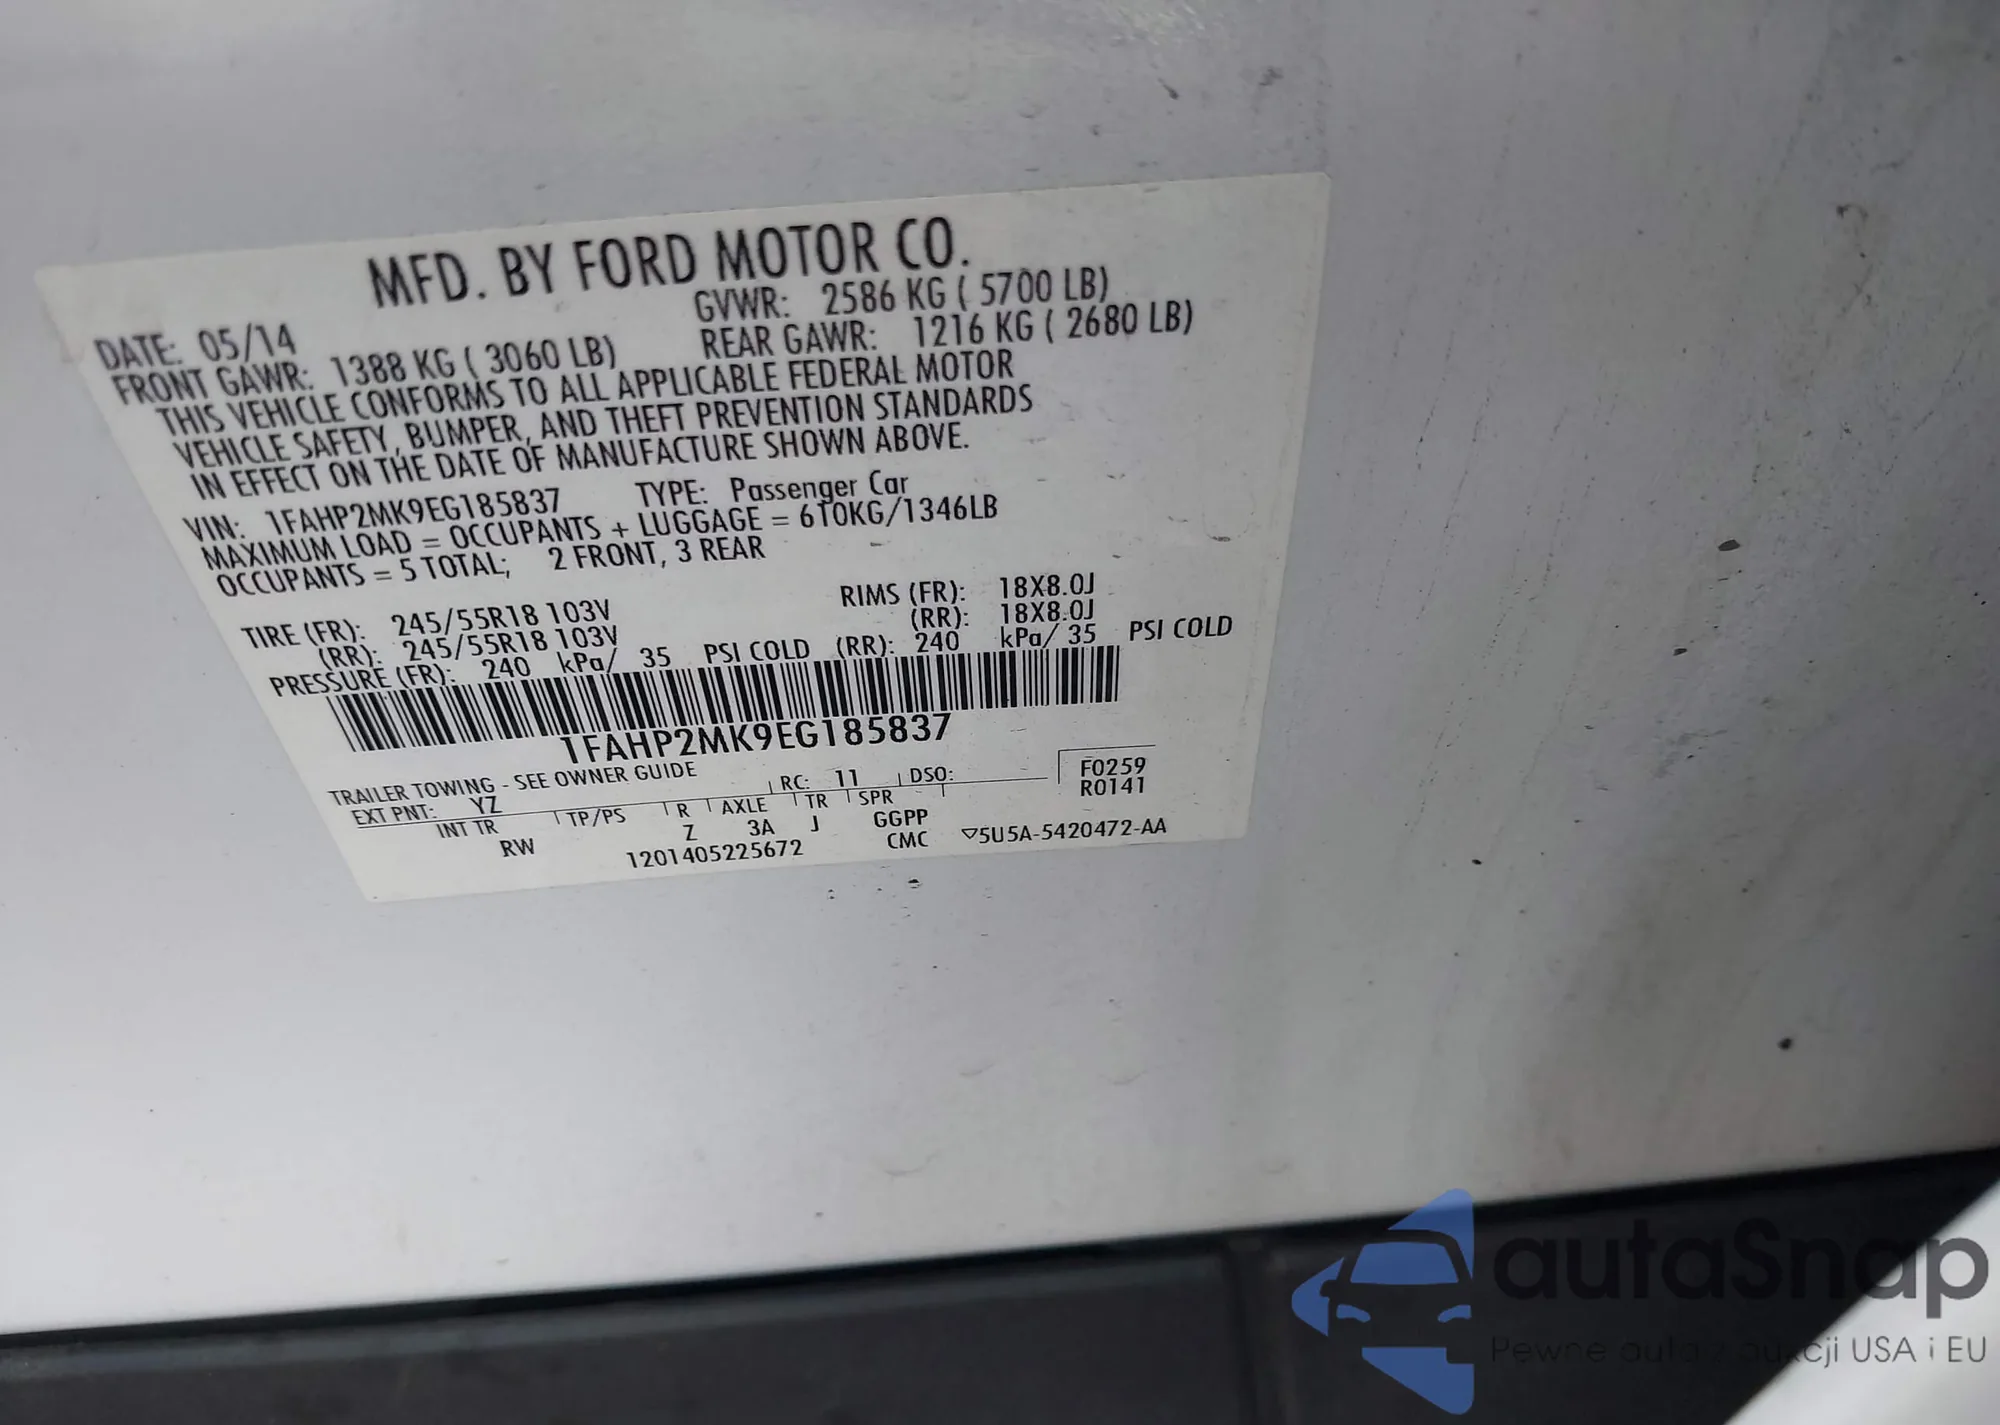 MFD. BY FORD MOTOR CO.
DATE: 05/14 GVWR: 2586 KG ( 5700 LB)
FRONT GAWR: 1388 KG ( 3060 LB) REAR GAWR: 1216 KG ( 2680 LB)
THIS VEHICLE CONFORMS TO ALL APPLICABLE FEDERAL MOTOR
VEHICLE SAFETY, BUMPER, AND THEFT PREVENTION STANDARDS
IN EFFECT ON THE DATE OF MANUFACTURE SHOWN ABOVE.
VIN: 1FAHP2MK9EG185837 TYPE: Passenger Car
MAXIMUM LOAD = OCCUPANTS + LUGGAGE = 610KG/1346LB
OCCUPANTS = 5 TOTAL; 2 FRONT, 3 REAR
TIRE (FR): 245/55R18 103V RIMS (FR): 18X8.0J
(RR): 245/55R18 103V (RR): 18X8.0J
PRESSURE (FR): 240 kPa/ 35 PSI COLD (RR): 240 kPa/ 35 PSI COLD
1FAHP2MK9EG185837
TRAILER TOWING - SEE OWNER GUIDE
EXT PNT: YZ RC: 11 DSO: F0259
R0141
INT TR TP/PS R AXLE TR SPR
RW Z 3A J GGPP
1201405225672 CMC ▽5U5A-5420472-AA
autaSnap
Pewne auta z aukcji USA i EU